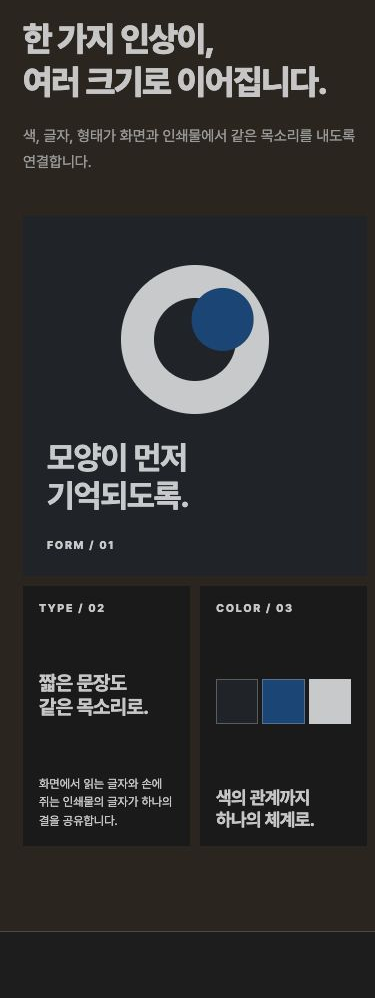 한 가지 인상이,
여러 크기로 이어집니다.
색, 글자, 형태가 화면과 인쇄물에서 같은 목소리를 내도록
연결합니다.
모양이 먼저
기억되도록.
FORM / 01
TYPE / 02
짧은 문장도
같은 목소리로.
화면에서 읽는 글자와 손에
쥐는 인쇄물의 글자가 하나의
결을 공유합니다.
COLOR / 03
색의 관계까지
하나의 체계로.